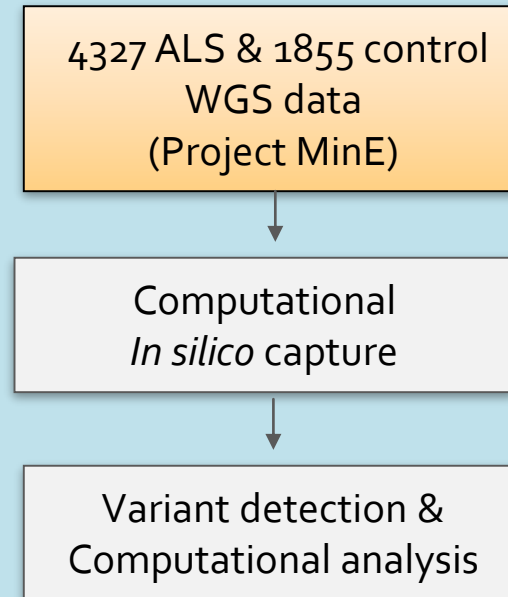 4327 ALS & 1855 control
WGS data
(Project MinE)
Computational
In silico capture
Variant detection &
Computational analysis